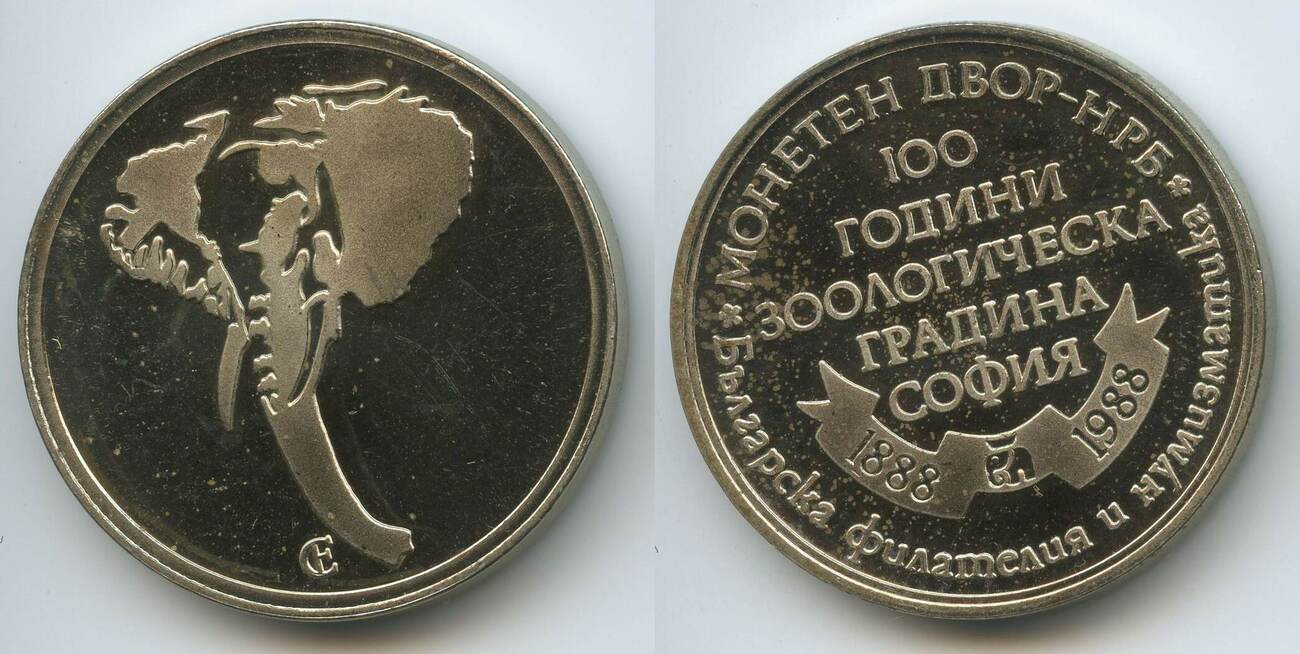 МОНЕТЕН ДВОР-НРБ
100
ГОДИНИ
ЗООЛОГИЧЕСКА
ГРАДИНА
СОФИЯ
1888 1988
Българска филателия и нумизматика